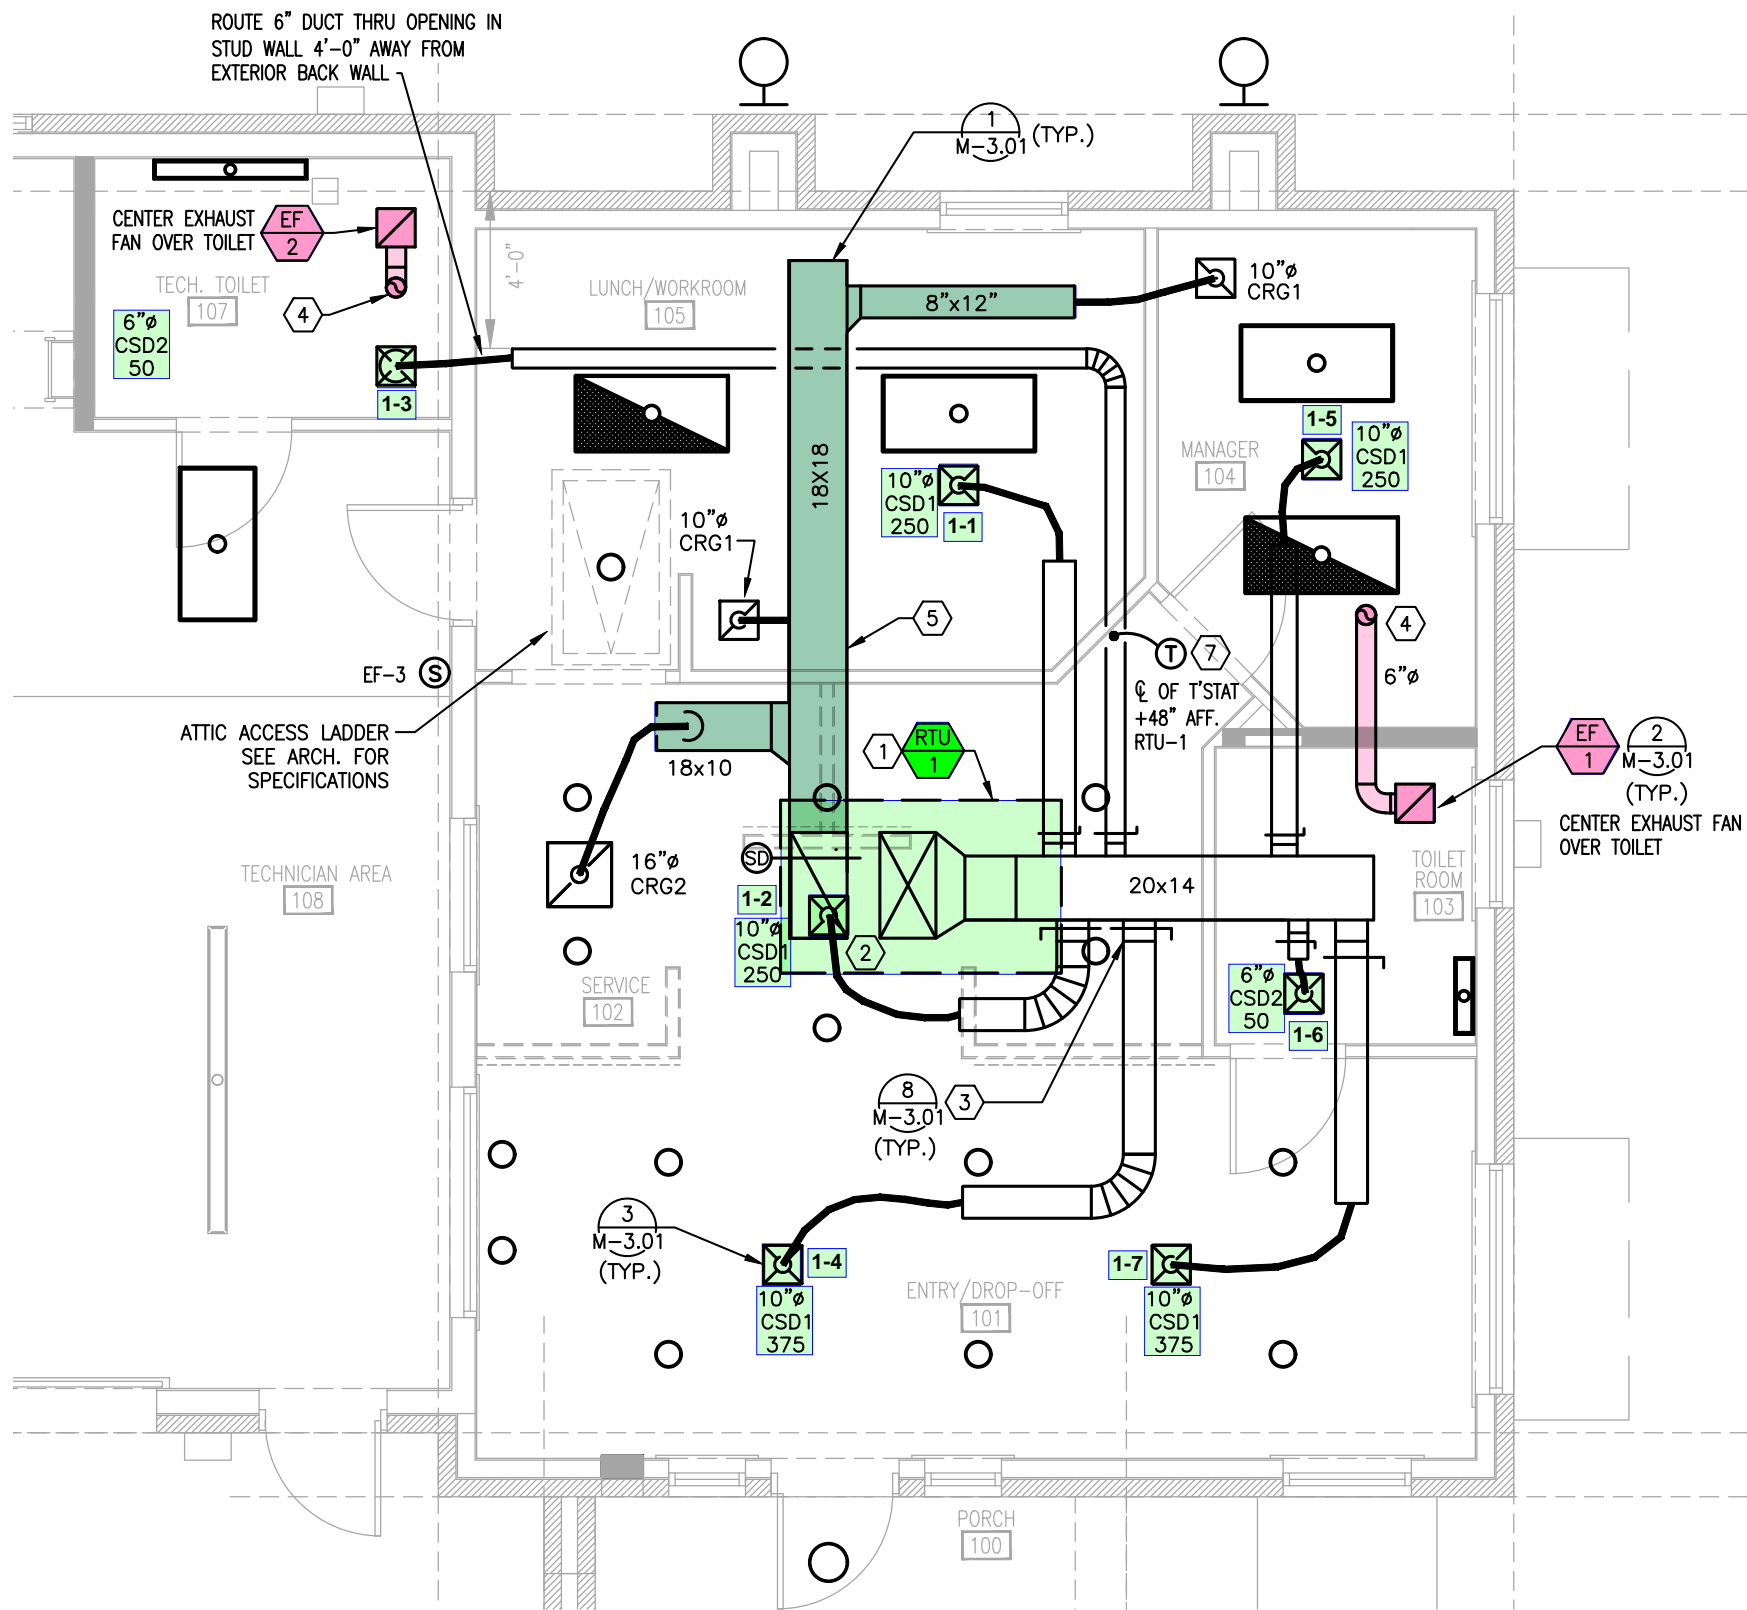 ROUTE 6" DUCT THRU OPENING IN
STUD WALL 4'-0" AWAY FROM
EXTERIOR BACK WALL
1
M-3.01
(TYP.)
CENTER EXHAUST
FAN OVER TOILET
EF
2
4'-0"
TECH. TOILET
107
4
6"ø
CSD2
50
1-3
LUNCH/WORKROOM
105
8"x12"
10"ø
CRG1
18X18
10"ø
CSD1
250
1-1
MANAGER
104
1-5
10"ø
CSD1
250
10"ø
CRG1
5
T
7
4
6"ø
EF-3
S
℄ OF T'STAT
+48" AFF.
RTU-1
ATTIC ACCESS LADDER
SEE ARCH. FOR
SPECIFICATIONS
18x10
1
RTU
1
EF
1
2
M-3.01
(TYP.)
CENTER EXHAUST FAN
OVER TOILET
TECHNICIAN AREA
108
16"ø
CRG2
SD
1-2
10"ø
CSD1
250
2
20x14
TOILET
ROOM
103
SERVICE
102
6"ø
CSD2
50
1-6
8
M-3.01
(TYP.)
3
3
M-3.01
(TYP.)
1-4
10"ø
CSD1
375
ENTRY/DROP-OFF
101
1-7
10"ø
CSD1
375
PORCH
100